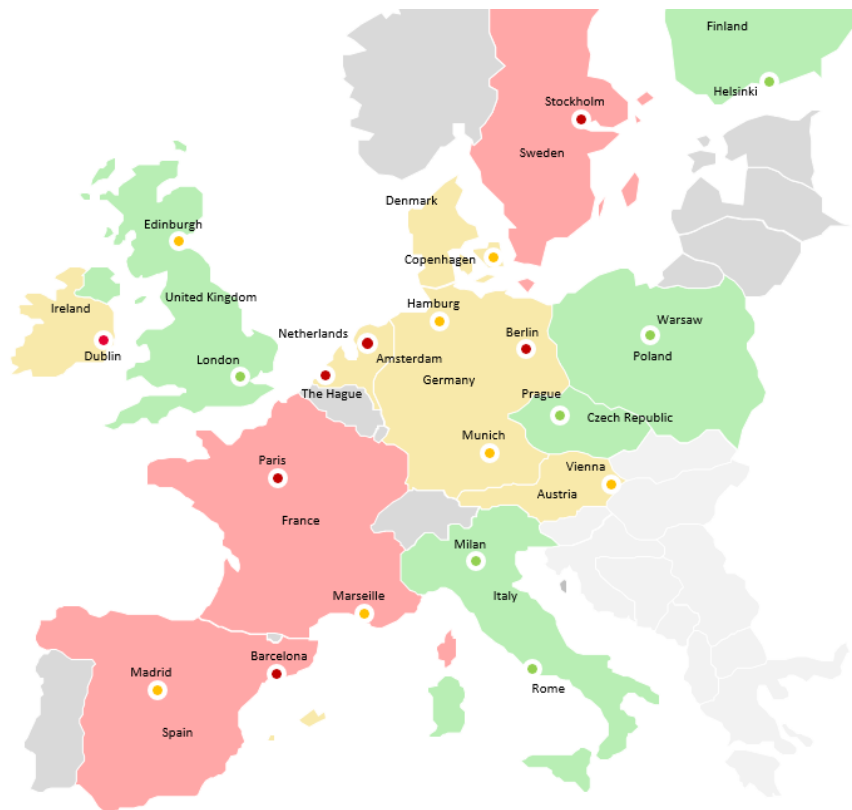 Finland
Helsinki
Stockholm
Sweden
Denmark
Edinburgh
Copenhagen
United Kingdom
Ireland
Hamburg
Warsaw
Netherlands
Berlin
Dublin
London
Amsterdam
Poland
Germany
The Hague
Prague
Czech Republic
Munich
Paris
Vienna
Austria
France
Milan
Marseille
Italy
Barcelona
Madrid
Rome
Spain